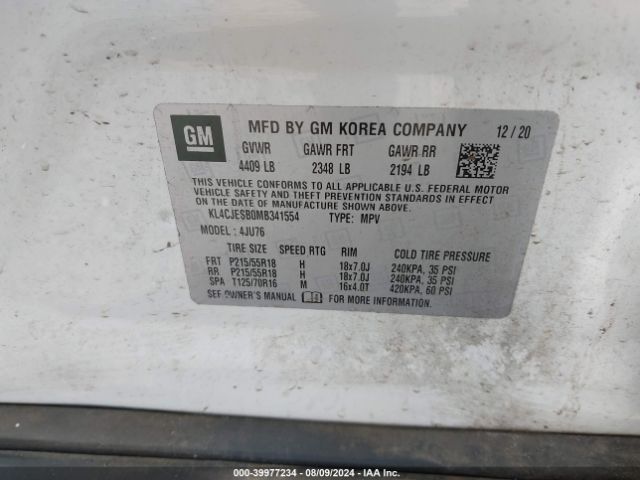 GM
MFD BY GM KOREA COMPANY 12/20
GVWR GAWR FRT GAWR RR
4409 LB 2348 LB 2194 LB
THIS VEHICLE CONFORMS TO ALL APPLICABLE U.S. FEDERAL MOTOR
VEHICLE SAFETY AND THEFT PREVENTION STANDARDS IN EFFECT
ON THE DATE OF MANUFACTURE SHOWN ABOVE.
KL4CJESB0MB341554 TYPE: MPV
MODEL: 4JU76
TIRE SIZE SPEED RTG RIM COLD TIRE PRESSURE
FRT P215/55R18 H 18x7.0J 240KPA, 35 PSI
RR P215/55R18 H 18x7.0J 240KPA, 35 PSI
SPA T125/70R16 M 16x4.0T 420KPA, 60 PSI
SEE OWNER'S MANUAL FOR MORE INFORMATION.
000-39977234 - 08/09/2024 - IAA Inc.